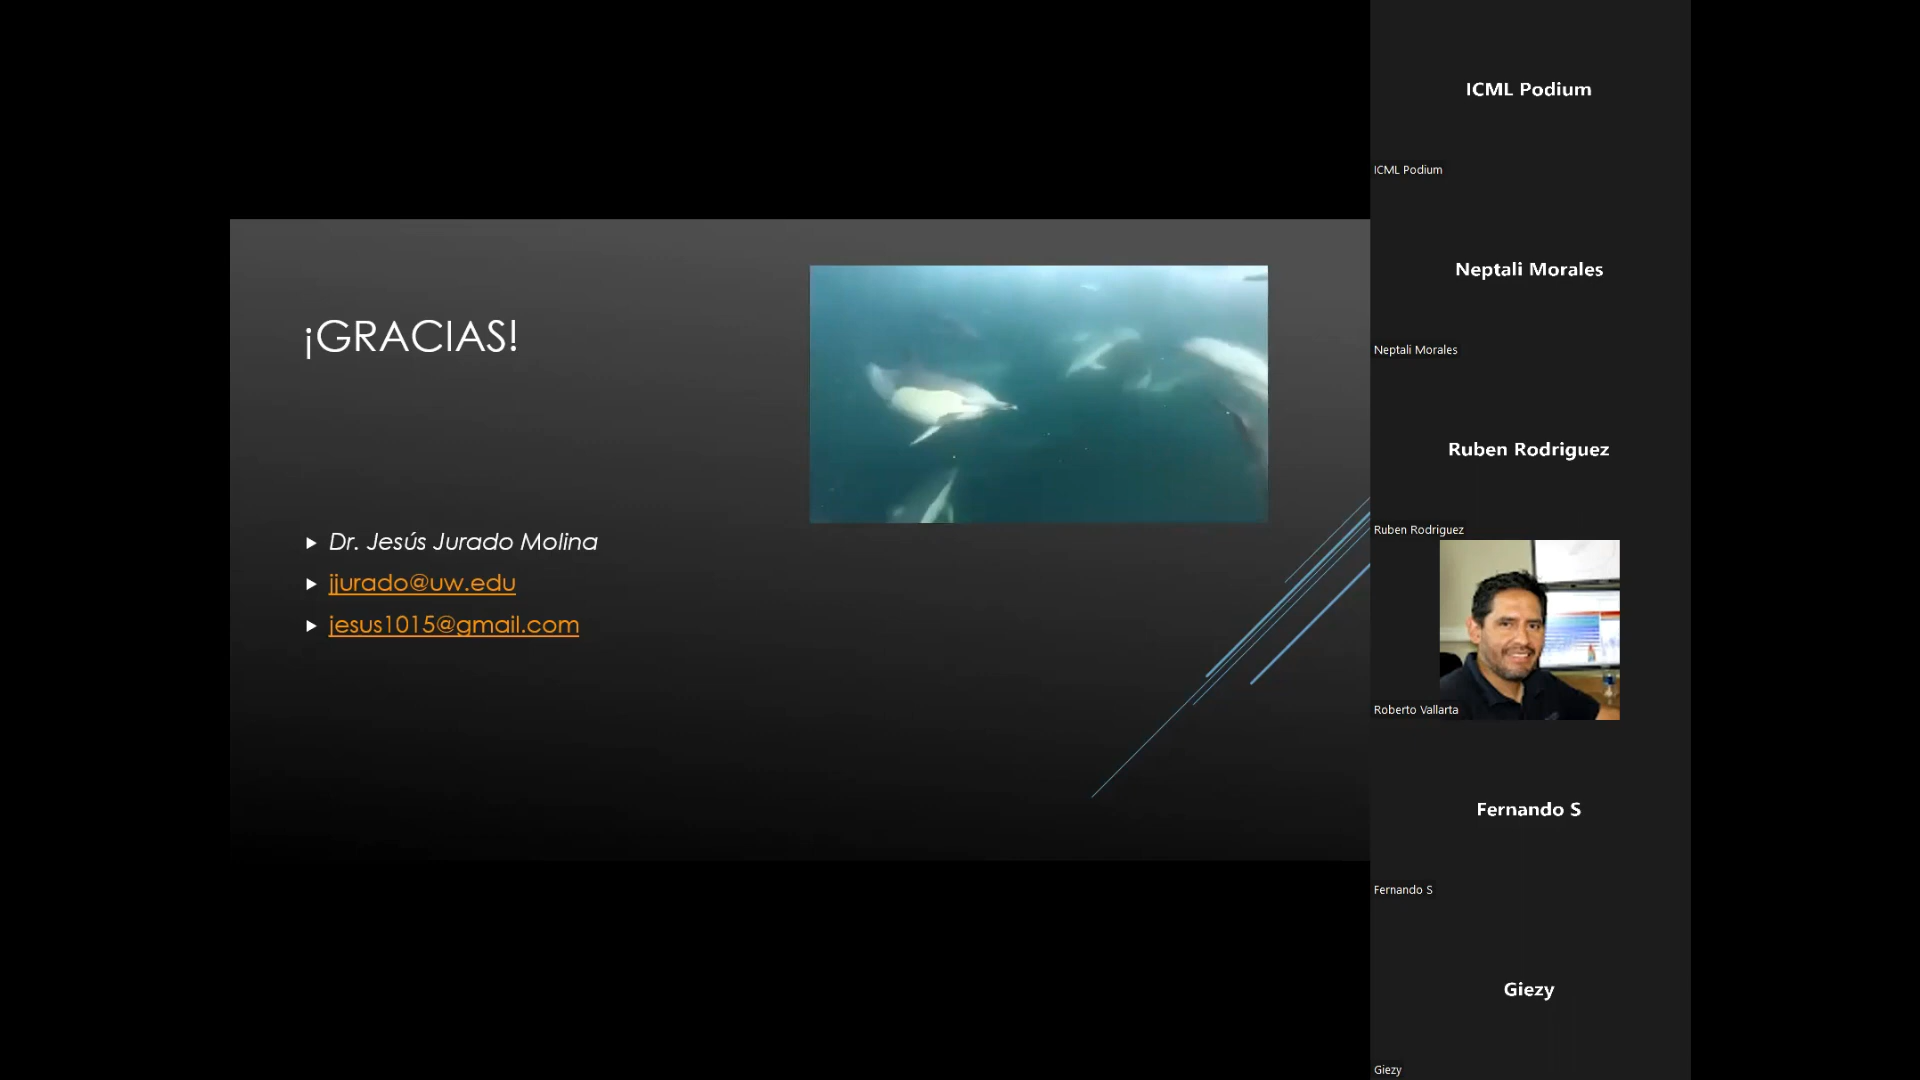 ¡GRACIAS!
Dr. Jesús Jurado Molina
jjurado@uw.edu
jesus1015@gmail.com
ICML Podium
ICML Podium
Neptali Morales
Neptali Morales
Ruben Rodriguez
Ruben Rodriguez
Roberto Vallarta
Fernando S
Fernando S
Giezy
Giezy